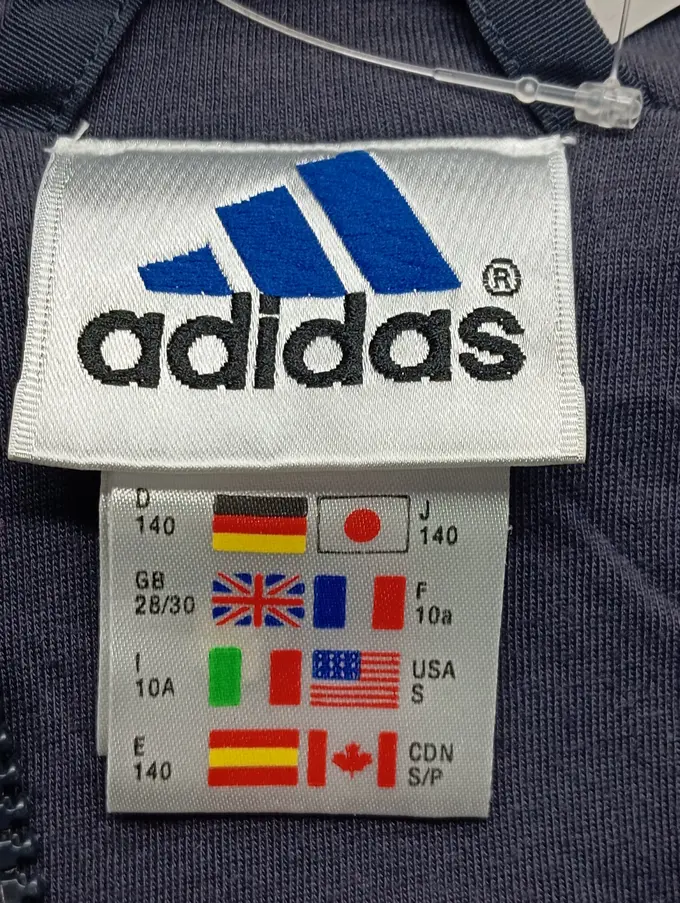 adidas®
D
140
J
140
GB
28/30
F
10a
I
10A
USA
S
E
140
CDN
S/P